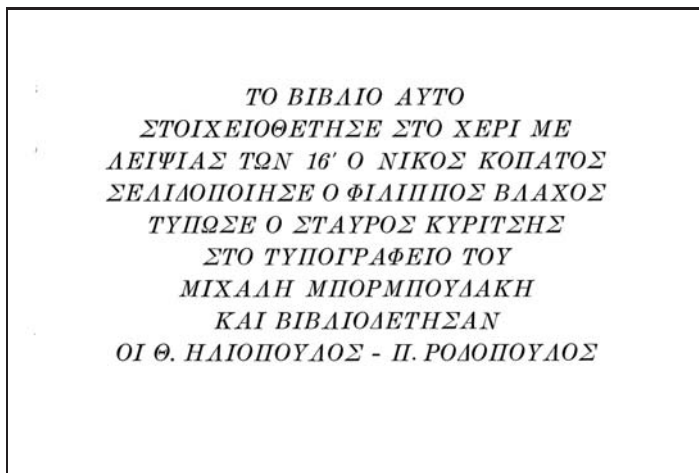 ΤΟ ΒΙΒΛΙΟ ΑΥΤΟ
ΣΤΟΙΧΕΙΟΘΕΤΗΣΕ ΣΤΟ ΧΕΡΙ ΜΕ
ΛΕΙΨΙΑΣ ΤΩΝ 16' Ο ΝΙΚΟΣ ΚΟΠΑΤΟΣ
ΣΕΛΙΔΟΠΟΙΗΣΕ Ο ΦΙΛΙΠΠΟΣ ΒΛΑΧΟΣ
ΤΥΠΩΣΕ Ο ΣΤΑΥΡΟΣ ΚΥΡΙΤΣΗΣ
ΣΤΟ ΤΥΠΟΓΡΑΦΕΙΟ ΤΟΥ
ΜΙΧΑΛΗ ΜΠΟΡΜΠΟΥΔΑΚΗ
ΚΑΙ ΒΙΒΛΙΟΔΕΤΗΣΑΝ
ΟΙ Θ. ΗΛΙΟΠΟΥΛΟΣ - Π. ΡΟΔΟΠΟΥΛΟΣ